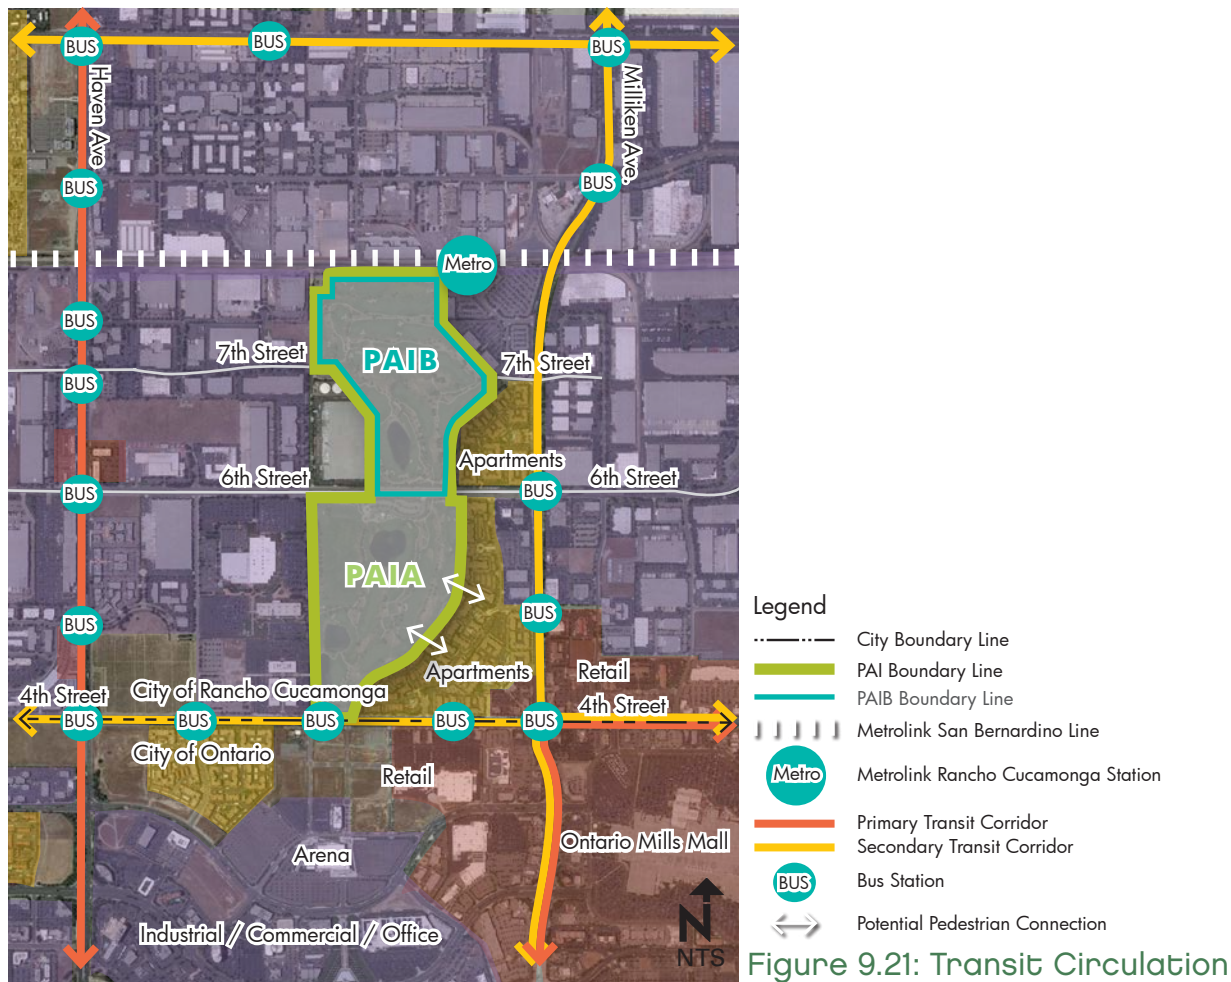 BUS
BUS
BUS
Haven Ave.
Milliken Ave.
BUS
BUS
Metro
BUS
7th Street
PAIB
7th Street
BUS
Apartments
6th Street
6th Street
BUS
BUS
PAIA
BUS
BUS
Apartments
Retail
City of Rancho Cucamonga
4th Street
4th Street
BUS
BUS
BUS
BUS
BUS
City of Ontario
Retail
Ontario Mills Mall
Arena
Industrial / Commercial / Office
N
NTS
Legend
City Boundary Line
PAI Boundary Line
PAIB Boundary Line
Metrolink San Bernardino Line
Metro
Metrolink Rancho Cucamonga Station
Primary Transit Corridor
Secondary Transit Corridor
BUS
Bus Station
Potential Pedestrian Connection
Figure 9.21: Transit Circulation